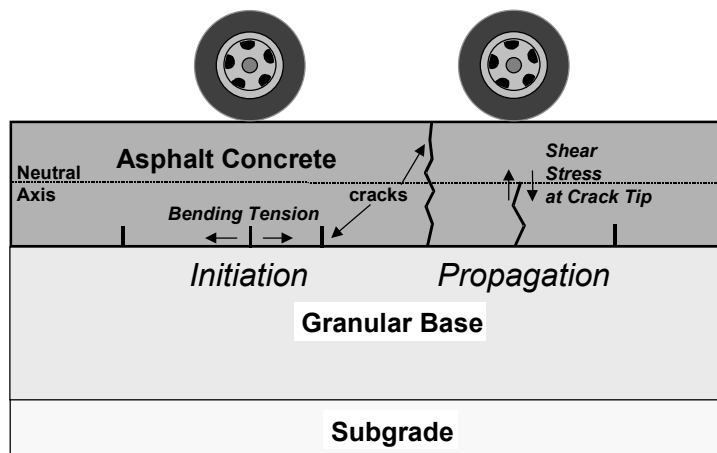 Asphalt Concrete
Neutral
Axis
Bending Tension
cracks
Shear
Stress
at Crack Tip
Initiation
Propagation
Granular Base
Subgrade